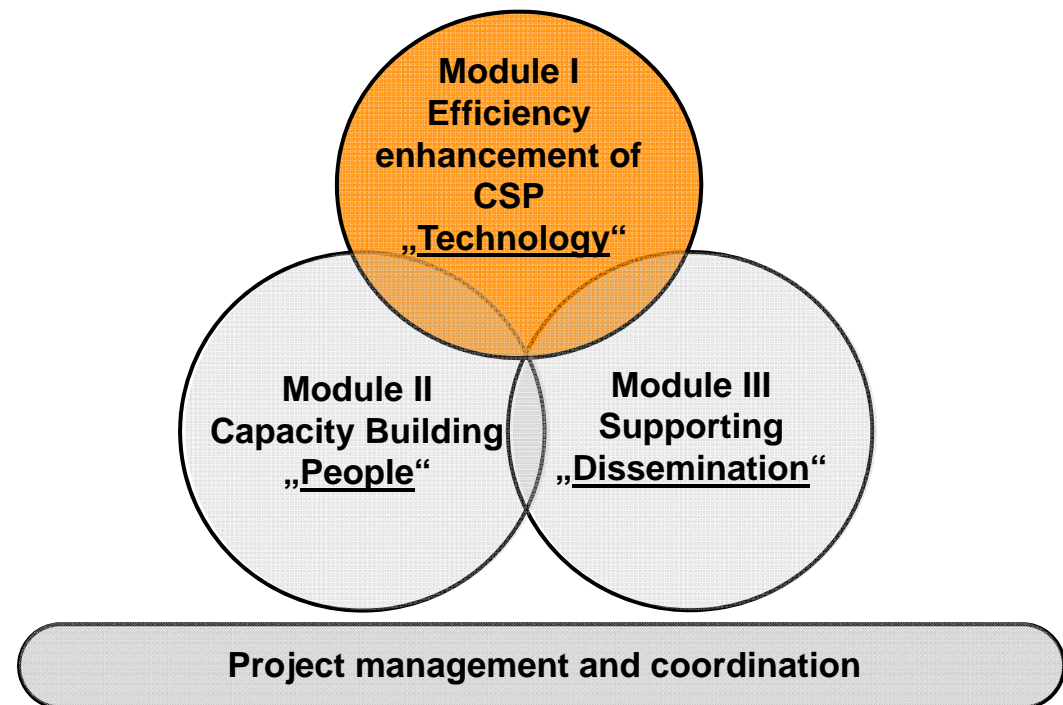 Module I
Efficiency
enhancement of
CSP
„Technology“
Module II
Capacity Building
„People“
Module III
Supporting
„Dissemination“
Project management and coordination